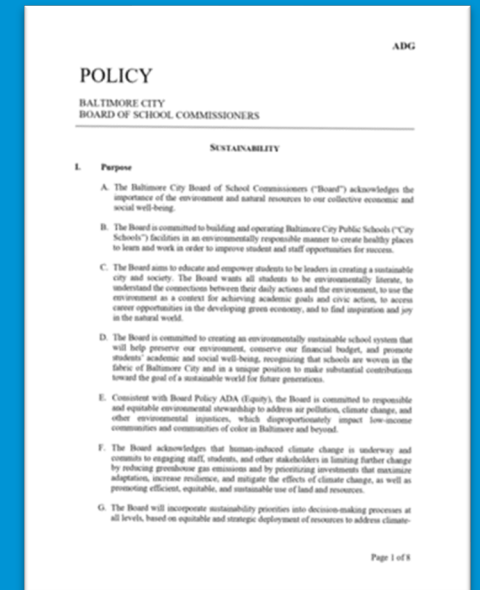 ADG
POLICY
BALTIMORE CITY
BOARD OF SCHOOL COMMISSIONERS
SUSTAINABILITY
I. Purpose
A. The Baltimore City Board of School Commissioners ("Board") acknowledges the
importance of the environment and natural resources to our collective economic and
social well-being.
B. The Board is committed to building and operating Baltimore City Public Schools ("City
Schools") facilities in an environmentally responsible manner to create healthy places
to learn and work in order to improve student and staff opportunities for success.
C. The Board aims to educate and empower students to be leaders in creating a sustainable
city and society. The Board wants all students to be environmentally literate, to
understand the connections between their daily actions and the environment, to use the
environment as a context for achieving academic goals and civic action, to access
career opportunities in the developing green economy, and to find inspiration and joy
in the natural world.
D. The Board is committed to creating an environmentally sustainable school system that
will help preserve our environment, conserve our financial budget, and promote
students' academic and social well-being, recognizing that schools are woven in the
fabric of Baltimore City and in a unique position to make substantial contributions
toward the goal of a sustainable world for future generations.
E. Consistent with Board Policy ADA (Equity), the Board is committed to responsible
and equitable environmental stewardship to address air pollution, climate change, and
other environmental injustices, which disproportionately impact low-income
communities and communities of color in Baltimore and beyond.
F. The Board acknowledges that human-induced climate change is underway and
commits to engaging staff, students, and other stakeholders in limiting further change
by reducing greenhouse gas emissions and by prioritizing investments that maximize
adaptation, increase resilience, and mitigate the effects of climate change, as well as
promoting efficient, equitable, and sustainable use of land and resources.
G. The Board will incorporate sustainability priorities into decision-making processes at
all levels, based on equitable and strategic deployment of resources to address climate-
Page 1 of 8